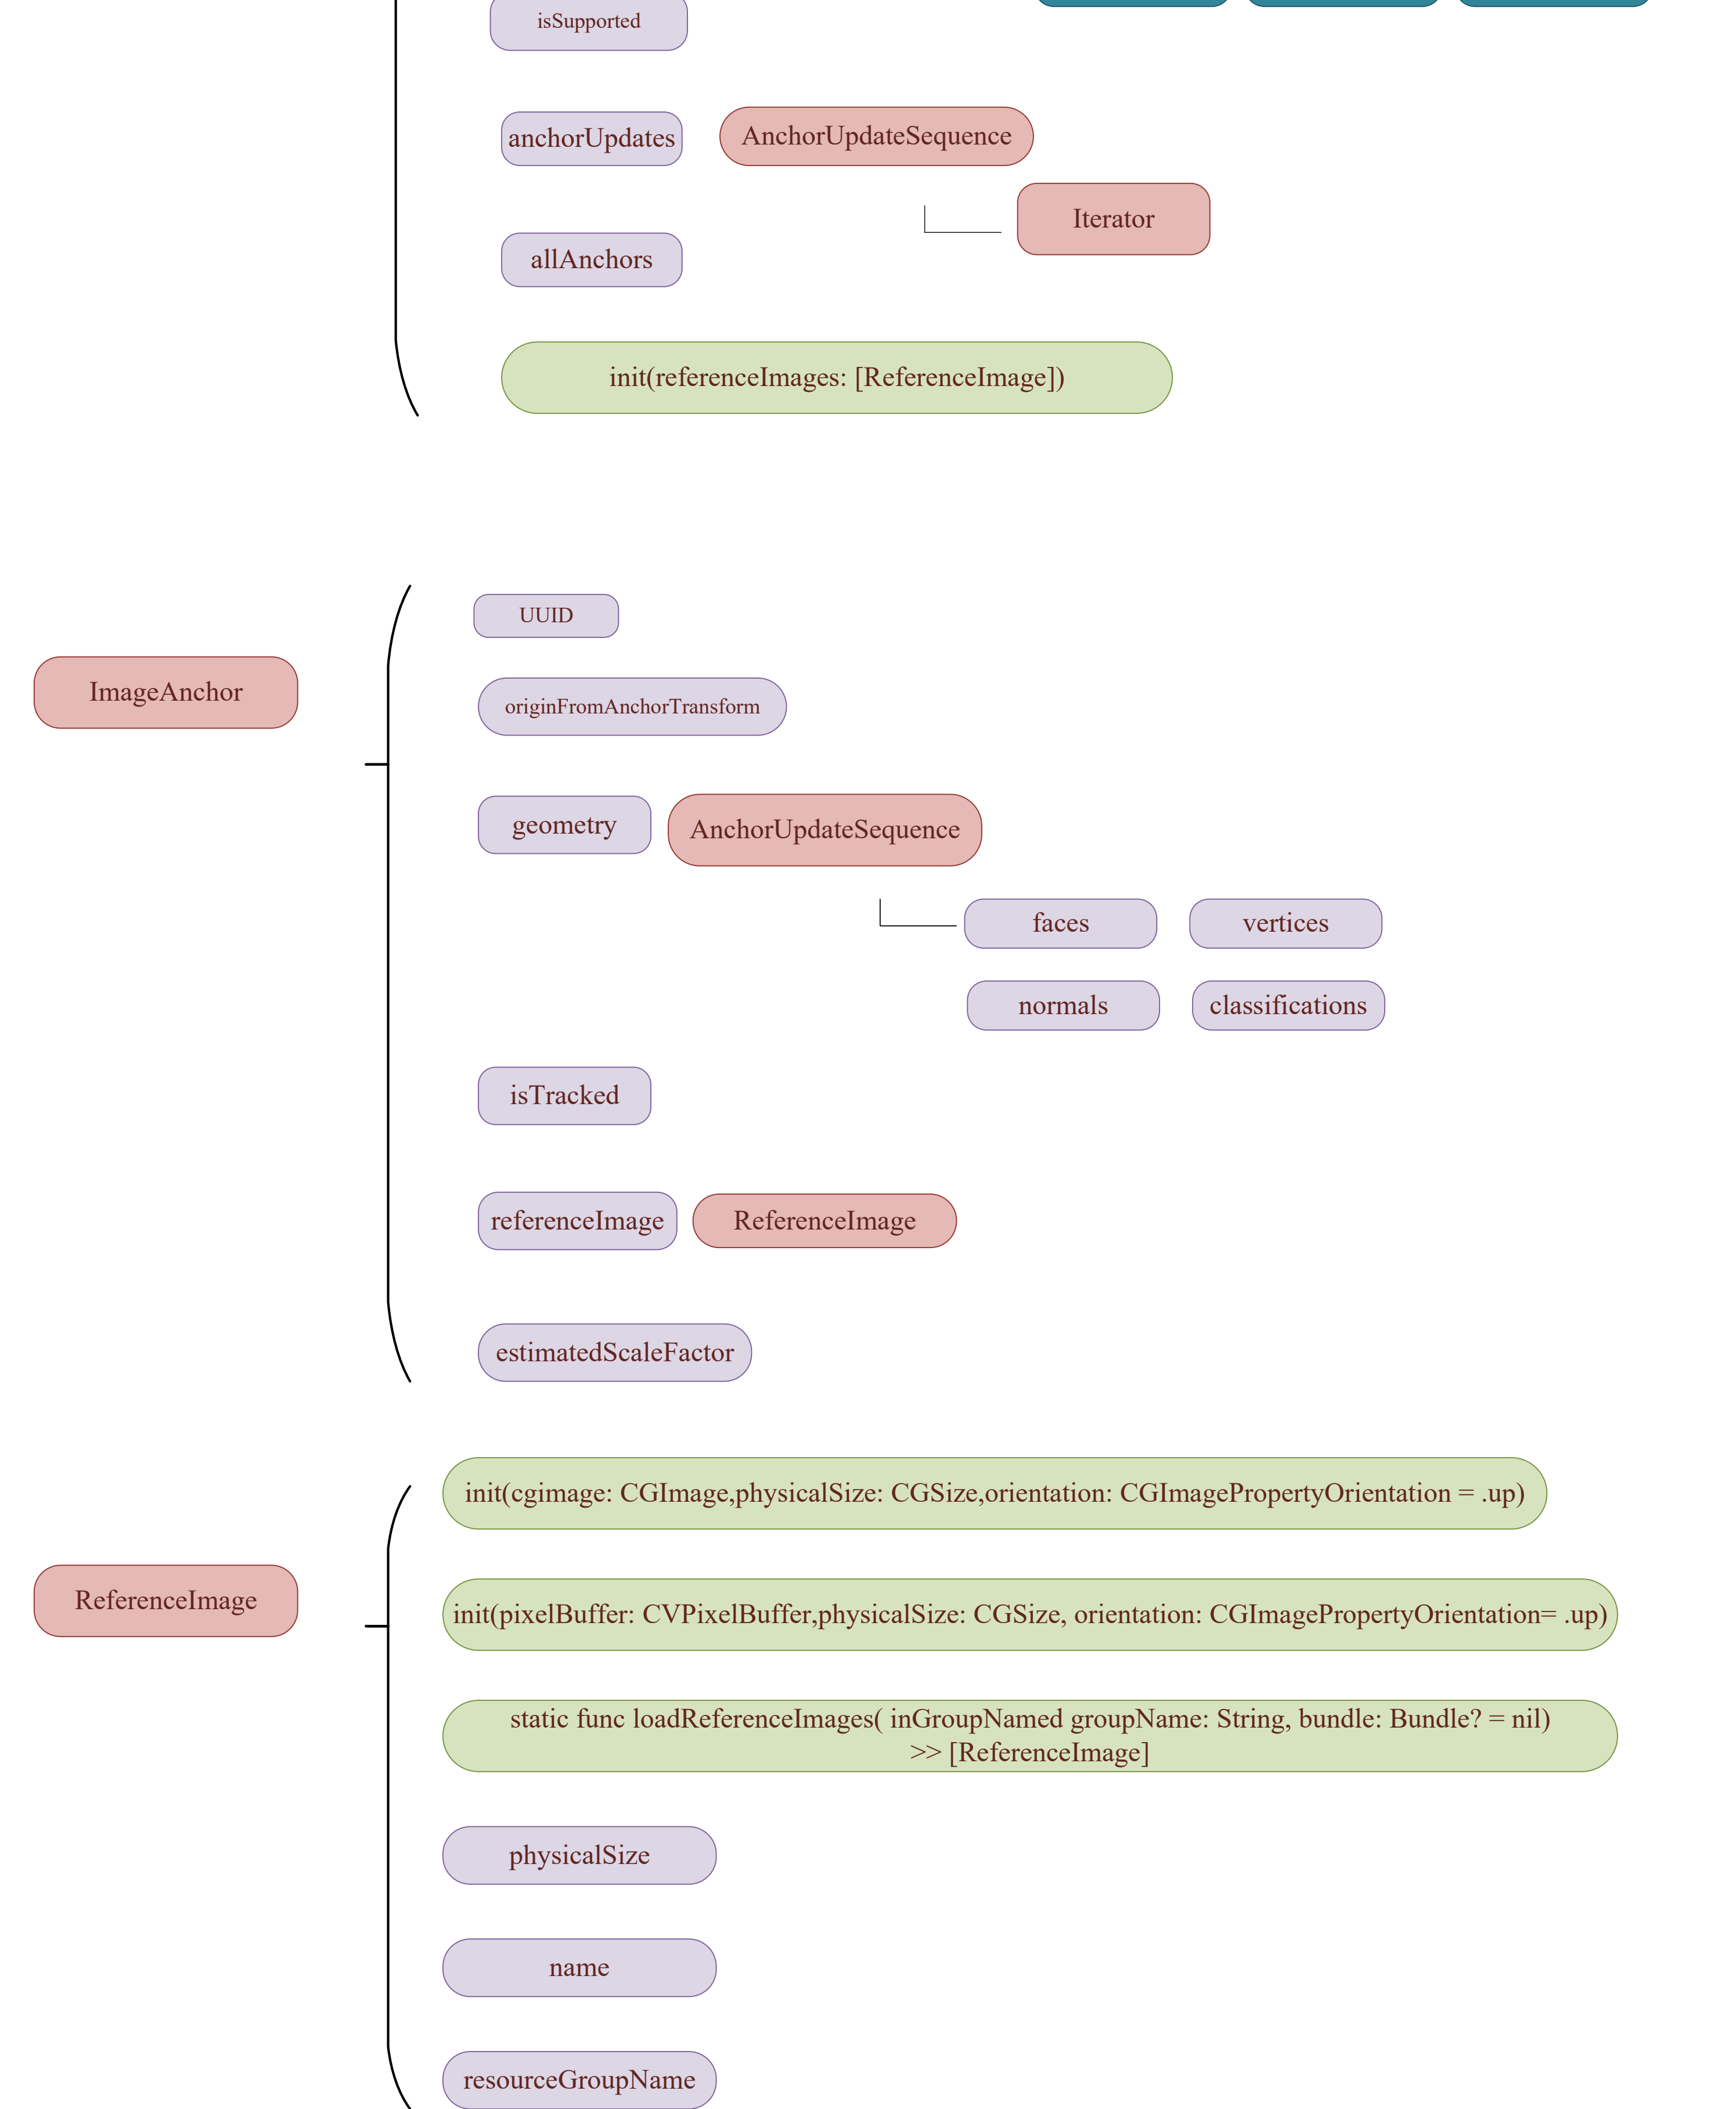 isSupported
anchorUpdates
AnchorUpdateSequence
Iterator
allAnchors
init(referenceImages: [ReferenceImage])
UUID
ImageAnchor
originFromAnchorTransform
geometry
AnchorUpdateSequence
faces
vertices
normals
classifications
isTracked
referenceImage
ReferenceImage
estimatedScaleFactor
init(cgimage: CGImage,physicalSize: CGSize,orientation: CGImagePropertyOrientation = .up)
ReferenceImage
init(pixelBuffer: CVPixelBuffer,physicalSize: CGSize, orientation: CGImagePropertyOrientation= .up)
static func loadReferenceImages( inGroupNamed groupName: String, bundle: Bundle? = nil)
>> [ReferenceImage]
physicalSize
name
resourceGroupName